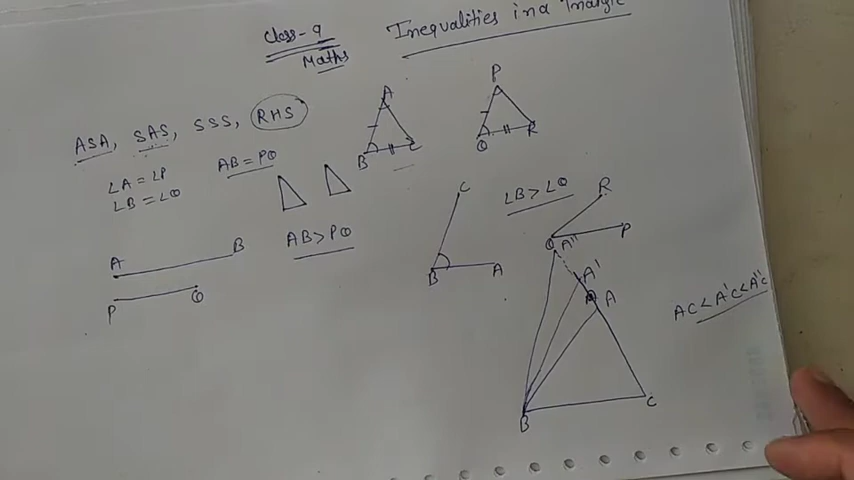 Class-9
Maths
Inequalities in a Triangle
ASA, SAS, SSS, RHS
∠A = ∠P
∠B = ∠Q
AB = PQ
A
B
C
P
Q
R
AB > PQ
A
B
P
Q
C
B
A
∠B > ∠Q
R
Q
P
A"
A'
A
B
C
AC < A'C < A"C